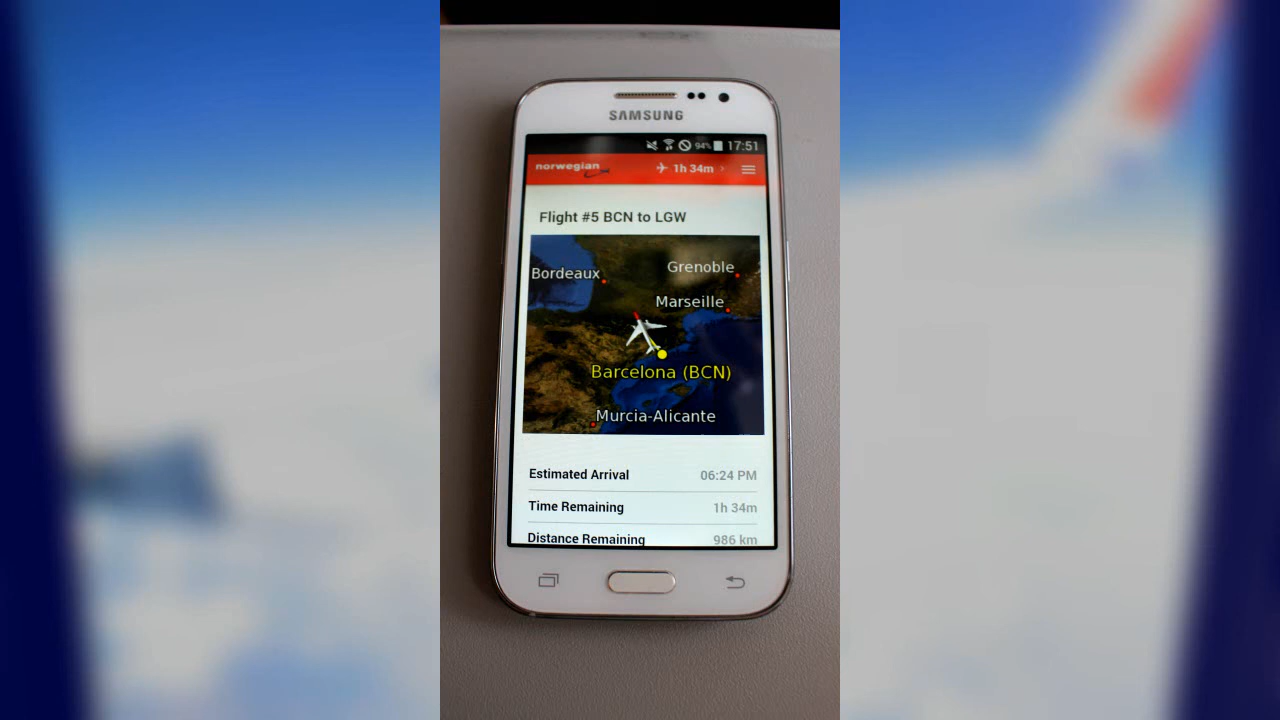 SAMSUNG
94% 17:51
norwegian 1h 34m
Flight #5 BCN to LGW
Bordeaux
Grenoble
Marseille
Barcelona (BCN)
Murcia-Alicante
Estimated Arrival 06:24 PM
Time Remaining 1h 34m
Distance Remaining 986 km